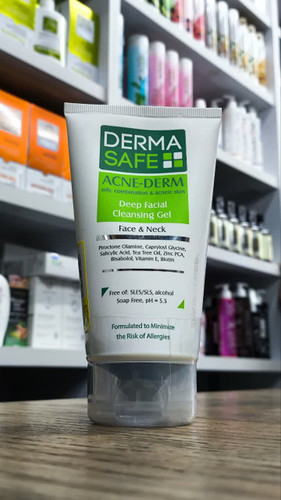 DERMA
SAFE
ACNE-DERM
oily, combination & acneic skin
Deep Facial
Cleansing Gel
Face & Neck
Piroctone Olamine, Capryloyl Glycine,
Salicylic Acid, Tea Tree Oil, Zinc PCA,
Bisabolol, Vitamin E, Biotin
Free of: SLES/SLS, alcohol
Soap Free, pH = 5.5
Formulated to Minimize
the Risk of Allergies